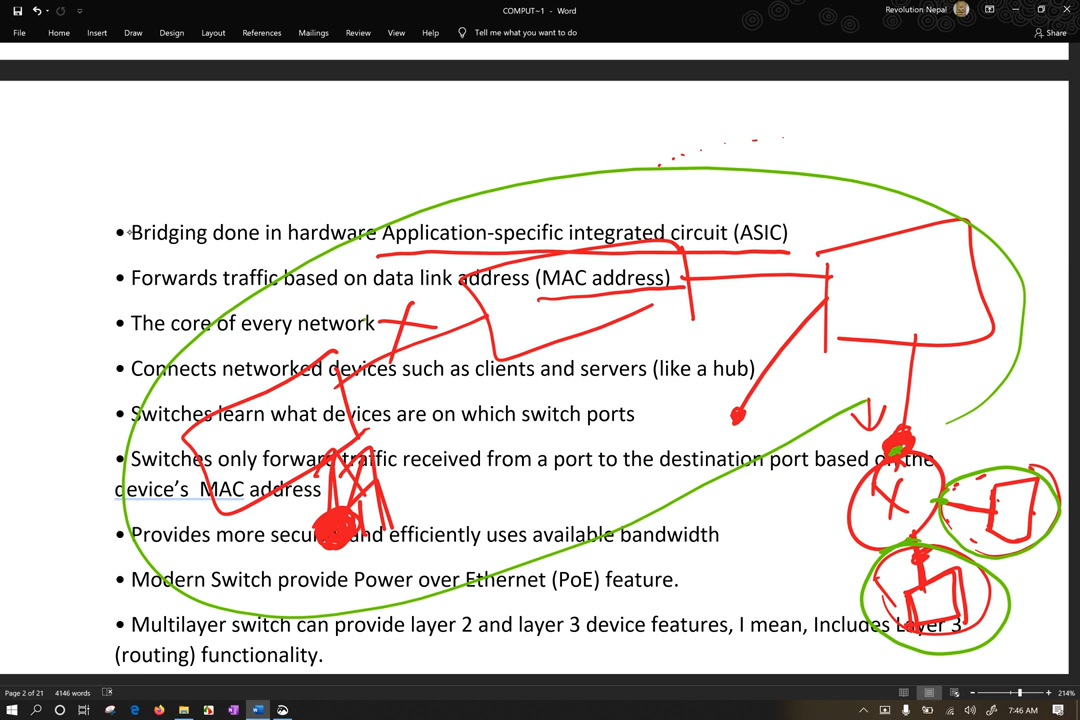 COMPUT~1 - Word
Revolution Nepal
File Home Insert Draw Design Layout References Mailings Review View Help Tell me what you want to do Share
• Bridging done in hardware Application-specific integrated circuit (ASIC)
• Forwards traffic based on data link address (MAC address)
• The core of every network
• Connects networked devices such as clients and servers (like a hub)
• Switches learn what devices are on which switch ports
• Switches only forward traffic received from a port to the destination port based on the
device’s MAC address
• Provides more security and efficiently uses available bandwidth
• Modern Switch provide Power over Ethernet (PoE) feature.
• Multilayer switch can provide layer 2 and layer 3 device features, I mean, Includes Layer 3
(routing) functionality.
Page 2 of 21 4146 words 214%
7:46 AM